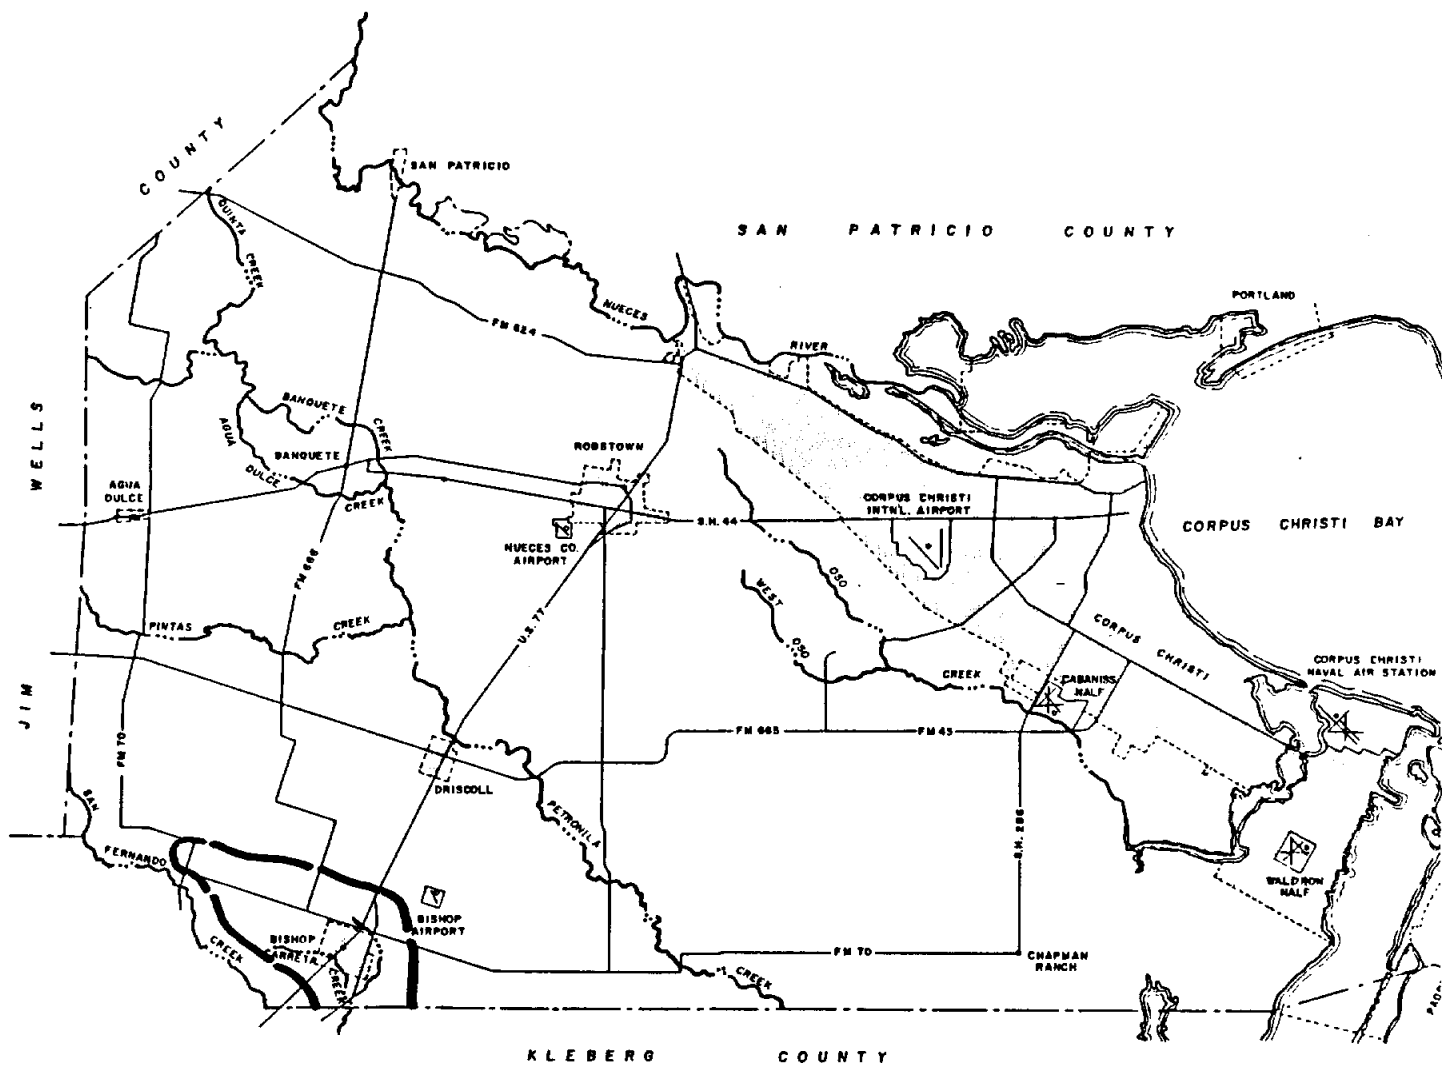 COUNTY
SAN PATRICIO
QUINTA
CREEK
SAN PATRICIO COUNTY
NUECES
PORTLAND
FM 624
RIVER
WELLS
BANQUETE
CREEK
AGUA
DULCE
CREEK
BANQUETE
ROBSTOWN
AGUA
DULCE
CORPUS CHRISTI
INTNL. AIRPORT
S.H. 44
CORPUS CHRISTI BAY
NUECES CO.
AIRPORT
FM 666
OSO
WEST
OSO
CREEK
PINTAS CREEK
U.S. 77
CORPUS CHRISTI
CORPUS CHRISTI
NAVAL AIR STATION
CABANISS
NALF
JIM
FM 70
FM 665
FM 43
DRISCOLL
SAN
FERNANDO
CREEK
PETRONILA
CREEK
S.H. 286
WALDRON
NALF
BISHOP
AIRPORT
BISHOP
CARRETA
CREEK
FM 70
CHAPMAN
RANCH
KLEBERG COUNTY